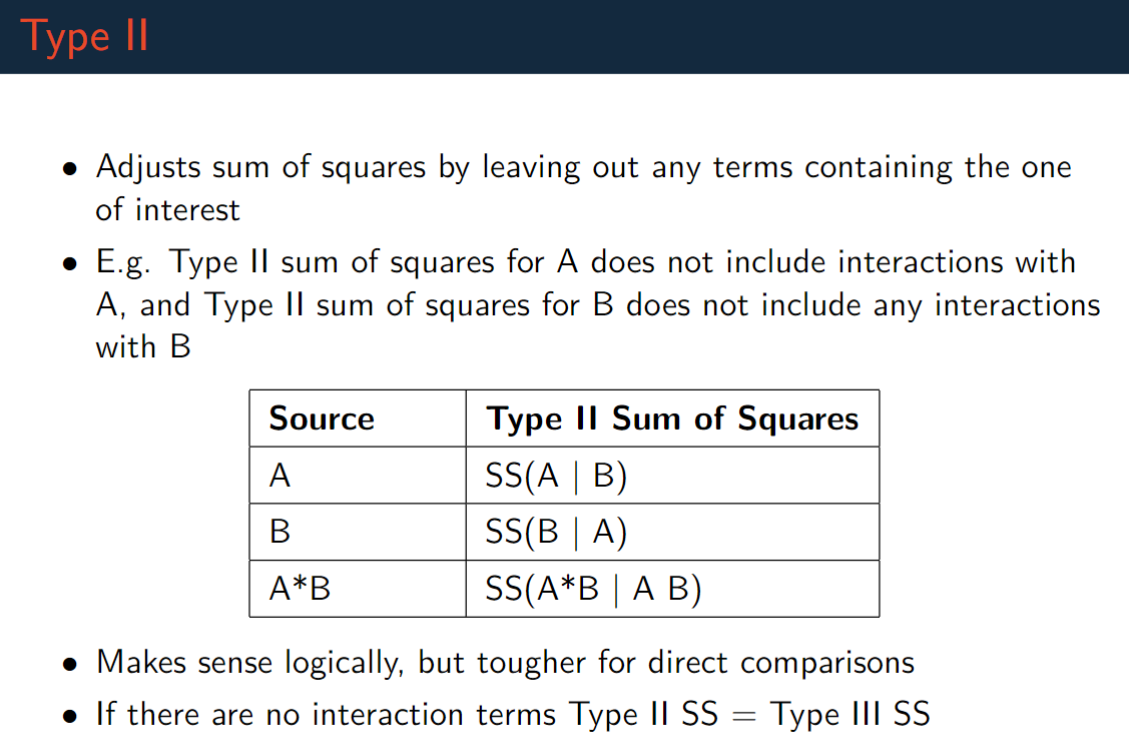 Type II
• Adjusts sum of squares by leaving out any terms containing the one
of interest
• E.g. Type II sum of squares for A does not include interactions with
A, and Type II sum of squares for B does not include any interactions
with B
Source Type II Sum of Squares
A SS(A | B)
B SS(B | A)
A*B SS(A*B | A B)
• Makes sense logically, but tougher for direct comparisons
• If there are no interaction terms Type II SS = Type III SS